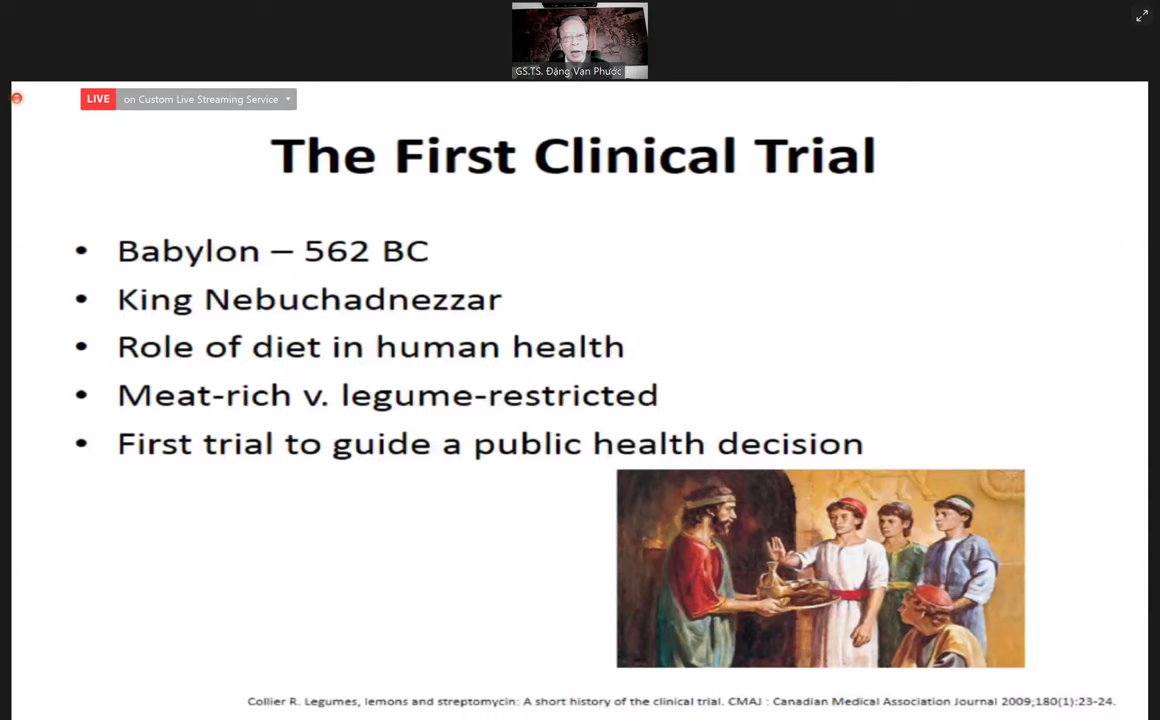 GS.TS. Đặng Vạn Phước
LIVE on Custom Live Streaming Service
The First Clinical Trial
• Babylon – 562 BC
• King Nebuchadnezzar
• Role of diet in human health
• Meat-rich v. legume-restricted
• First trial to guide a public health decision
Collier R. Legumes, lemons and streptomycin: A short history of the clinical trial. CMAJ : Canadian Medical Association Journal 2009;180(1):23-24.